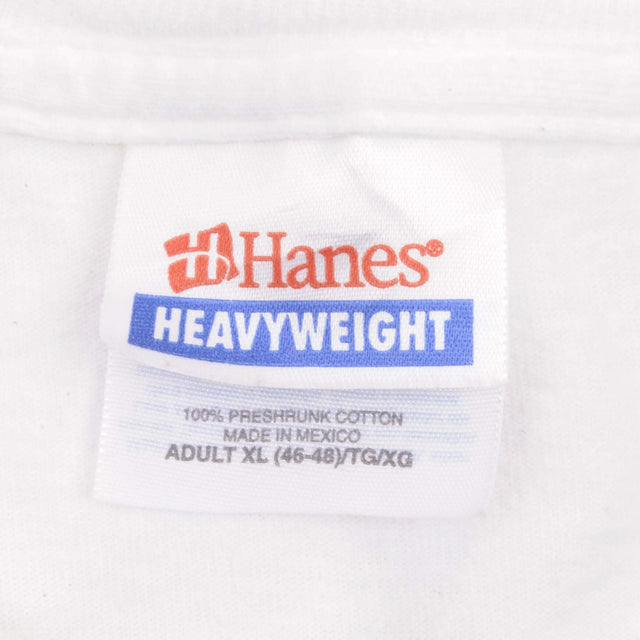 H Hanes®
HEAVYWEIGHT
100% PRESHRUNK COTTON
MADE IN MEXICO
ADULT XL (46-48)/TG/XG